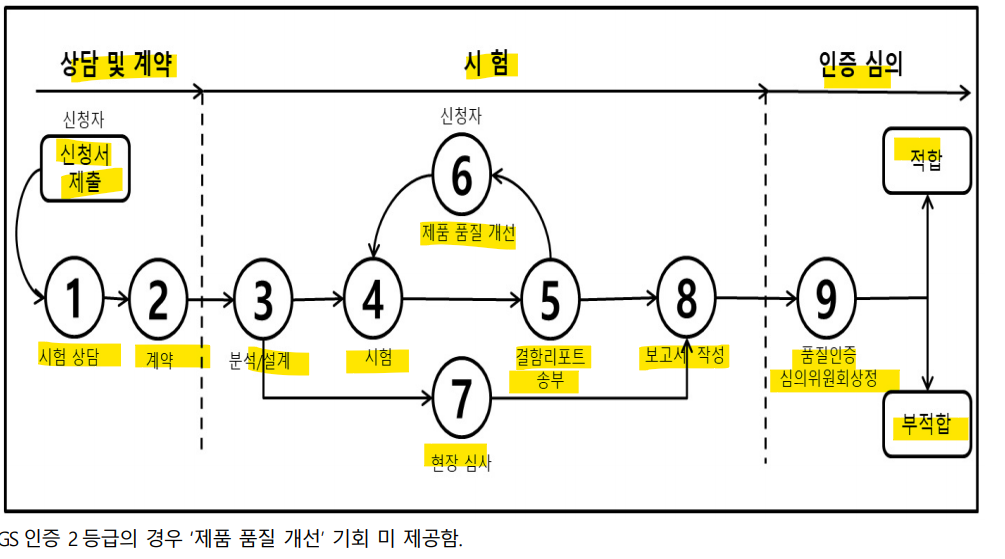 상담 및 계약
시 험
인증 심의
신청자
신청서
제출
신청자
6
제품 품질 개선
적합
1
2
3
4
5
8
9
시험 상담
계약
분석/설계
시험
결함리포트
송부
보고서 작성
품질인증
심의위원회상정
7
현장 심사
부적합
GS 인증 2 등급의 경우 '제품 품질 개선' 기회 미 제공함.